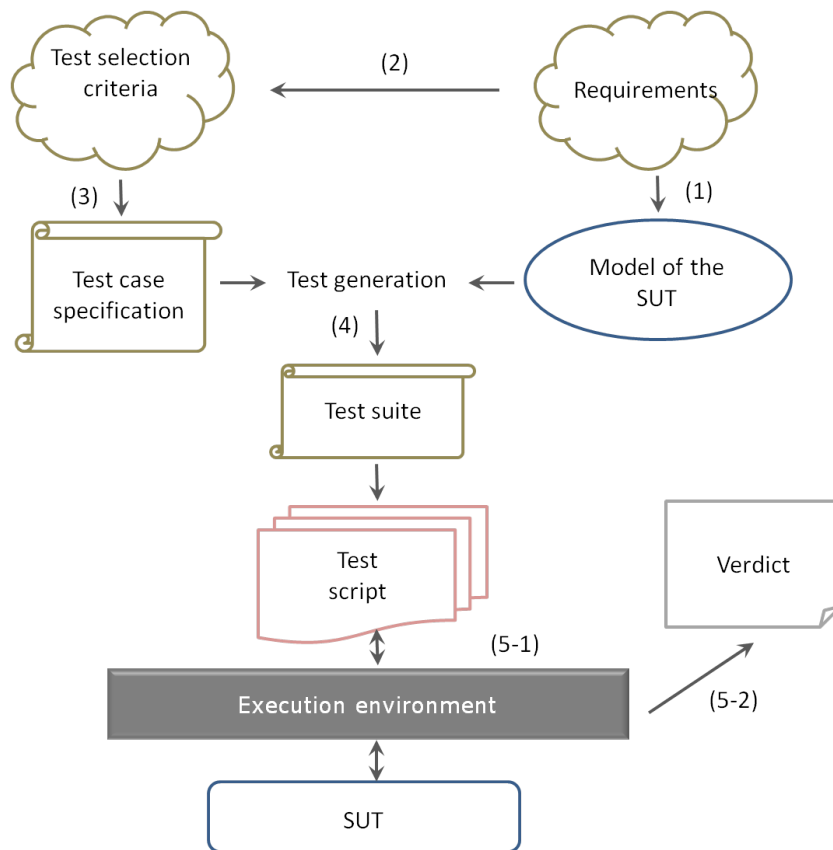 Test selection
criteria
(2)
Requirements
(3)
(1)
Test case
specification
Test generation
Model of the
SUT
(4)
Test suite
Test
script
Verdict
(5-1)
Execution environment
(5-2)
SUT